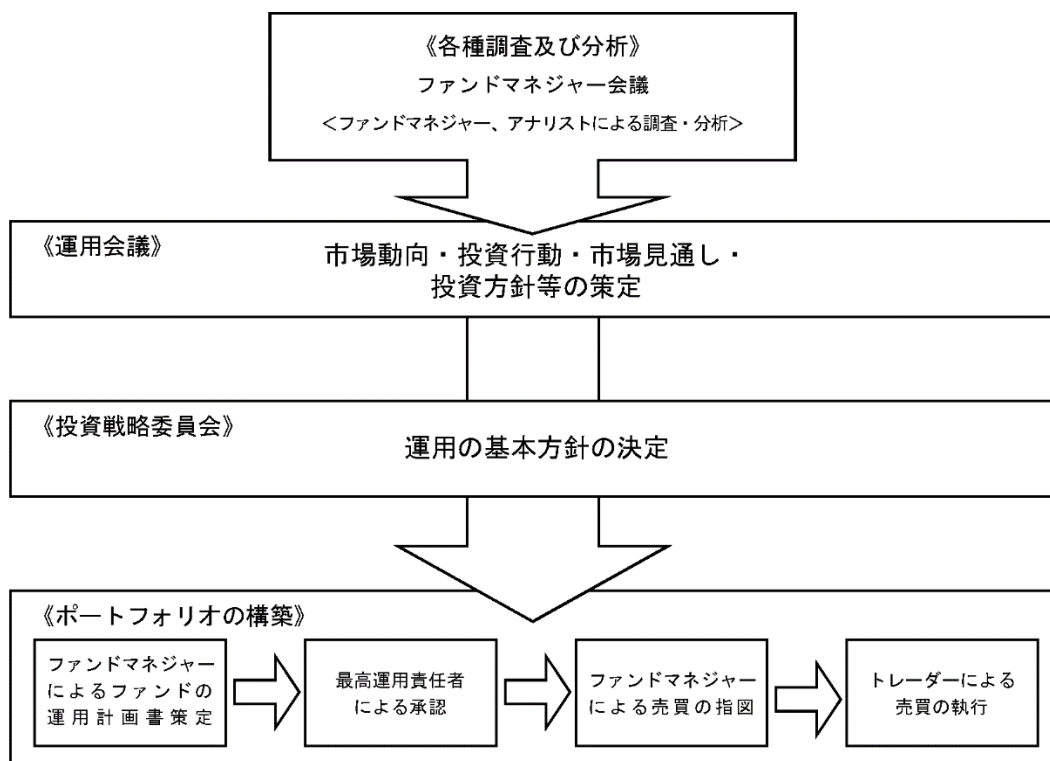 《各種調査及び分析》
ファンドマネジャー会議
＜ファンドマネジャー、アナリストによる調査・分析＞
《運用会議》
市場動向・投資行動・市場見通し・
投資方針等の策定
《投資戦略委員会》
運用の基本方針の決定
《ポートフォリオの構築》
ファンドマネジャー
によるファンドの
運用計画書策定
最高運用責任者
による承認
ファンドマネジャー
による売買の指図
トレーダーによる
売買の執行